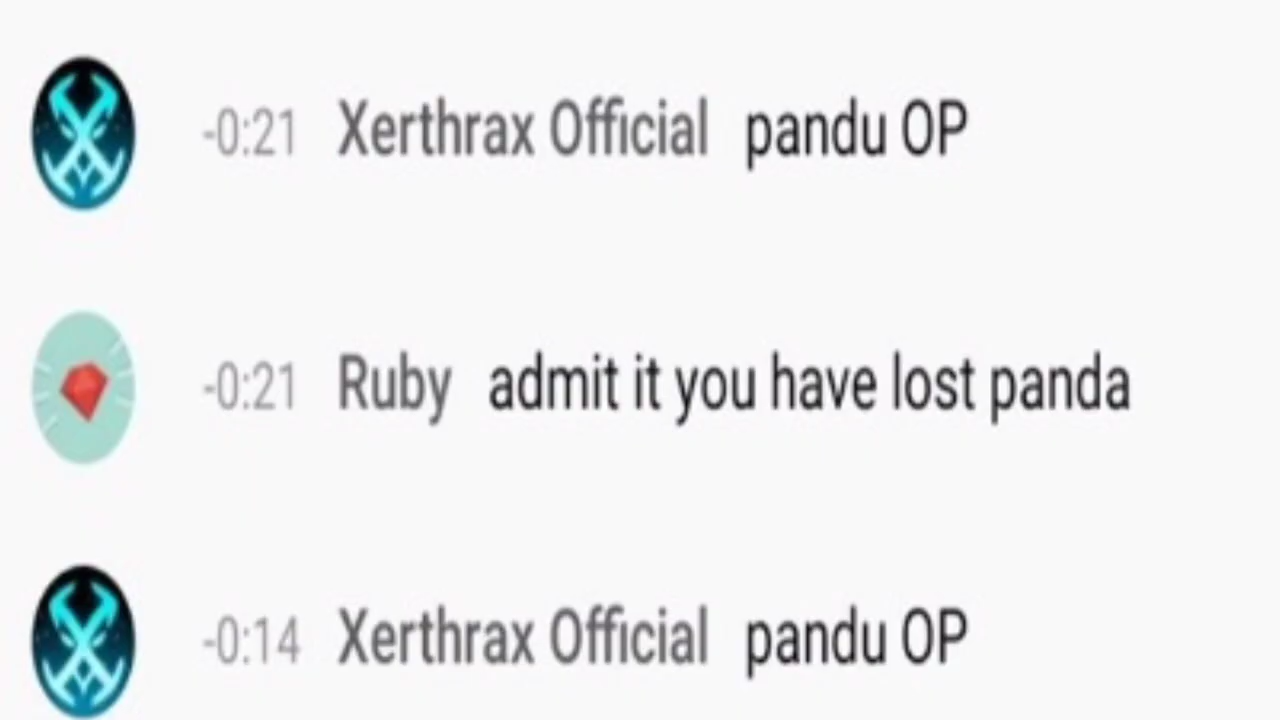 -0:21 Xerthrax Official pandu OP
-0:21 Ruby admit it you have lost panda
-0:14 Xerthrax Official pandu OP